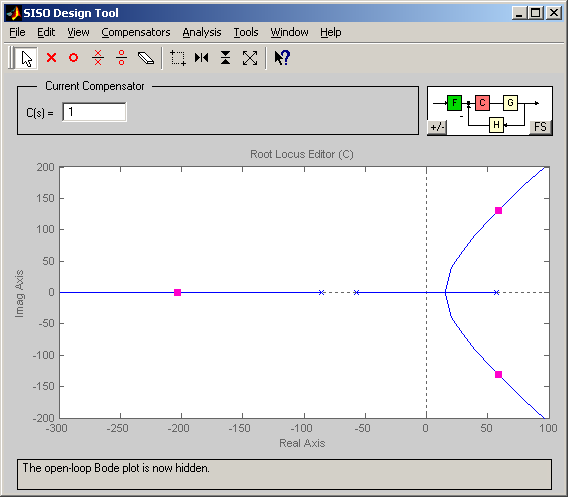 SISO Design Tool
File Edit View Compensators Analysis Tools Window Help
Current Compensator
C(s) = 1
F C G
-
H
+/- FS
Root Locus Editor (C)
200
150
100
50
0
-50
-100
-150
-200
Imag Axis
-300 -250 -200 -150 -100 -50 0 50 100
Real Axis
The open-loop Bode plot is now hidden.